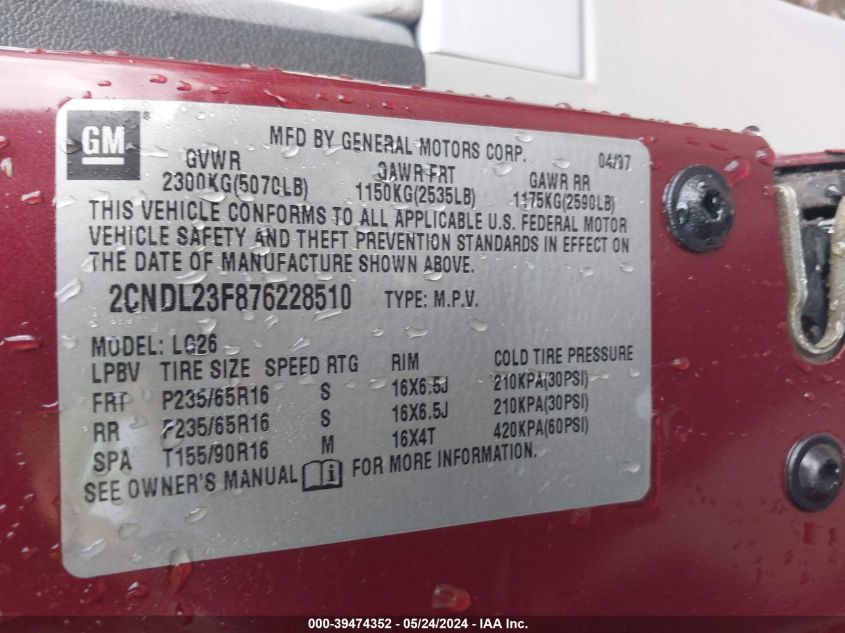 GM
MFD BY GENERAL MOTORS CORP. 04/07
GVWR GAWR FRT GAWR RR
2300KG(5070LB) 1150KG(2535LB) 1175KG(2590LB)
THIS VEHICLE CONFORMS TO ALL APPLICABLE U.S. FEDERAL MOTOR
VEHICLE SAFETY AND THEFT PREVENTION STANDARDS IN EFFECT ON
THE DATE OF MANUFACTURE SHOWN ABOVE.
2CNDL23F876228510 TYPE: M.P.V.
MODEL: LG26
LPBV TIRE SIZE SPEED RTG RIM COLD TIRE PRESSURE
FRT P235/65R16 S 16X6.5J 210KPA(30PSI)
RR P235/65R16 S 16X6.5J 210KPA(30PSI)
SPA T155/90R16 M 16X4T 420KPA(60PSI)
SEE OWNER'S MANUAL FOR MORE INFORMATION.
000-39474352 - 05/24/2024 - IAA Inc.